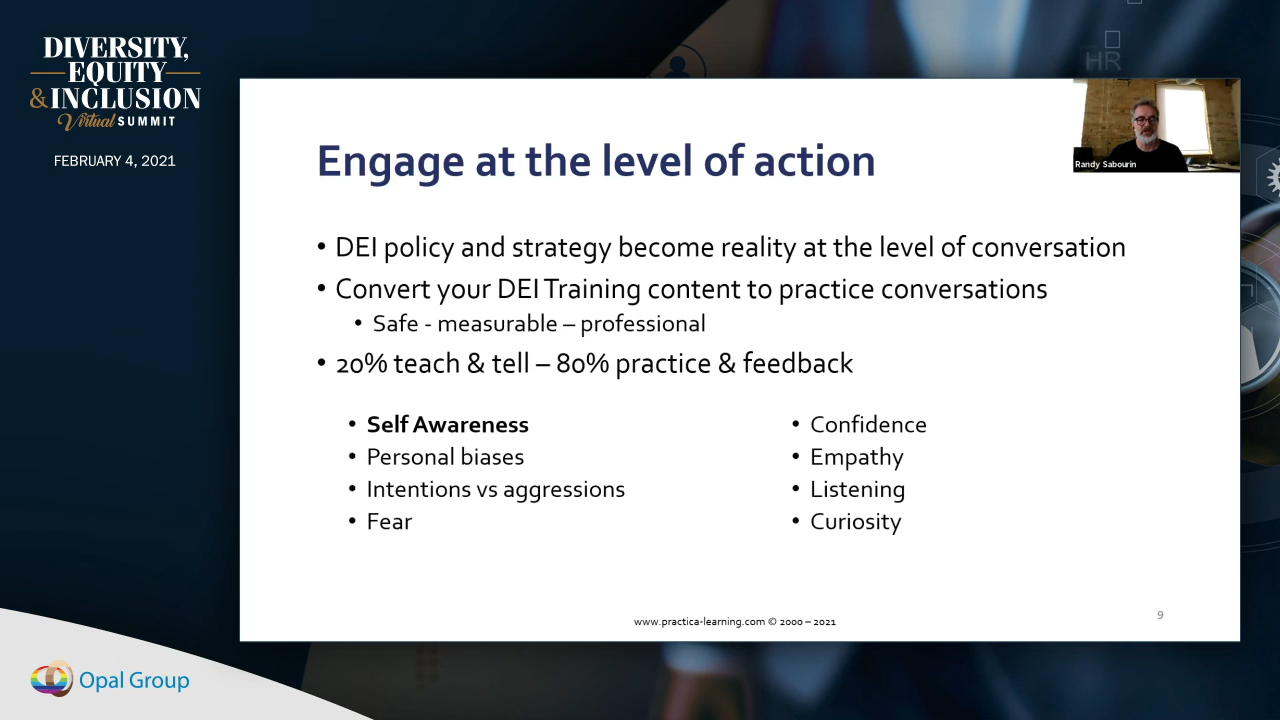 DIVERSITY,
EQUITY
& INCLUSION
Virtual SUMMIT
FEBRUARY 4, 2021
HR
Randy Sabourin
Engage at the level of action
• DEI policy and strategy become reality at the level of conversation
• Convert your DEI Training content to practice conversations
• Safe - measurable – professional
• 20% teach & tell – 80% practice & feedback
• Self Awareness
• Personal biases
• Intentions vs aggressions
• Fear
• Confidence
• Empathy
• Listening
• Curiosity
www.practica-learning.com © 2000 – 2021
9
Opal Group